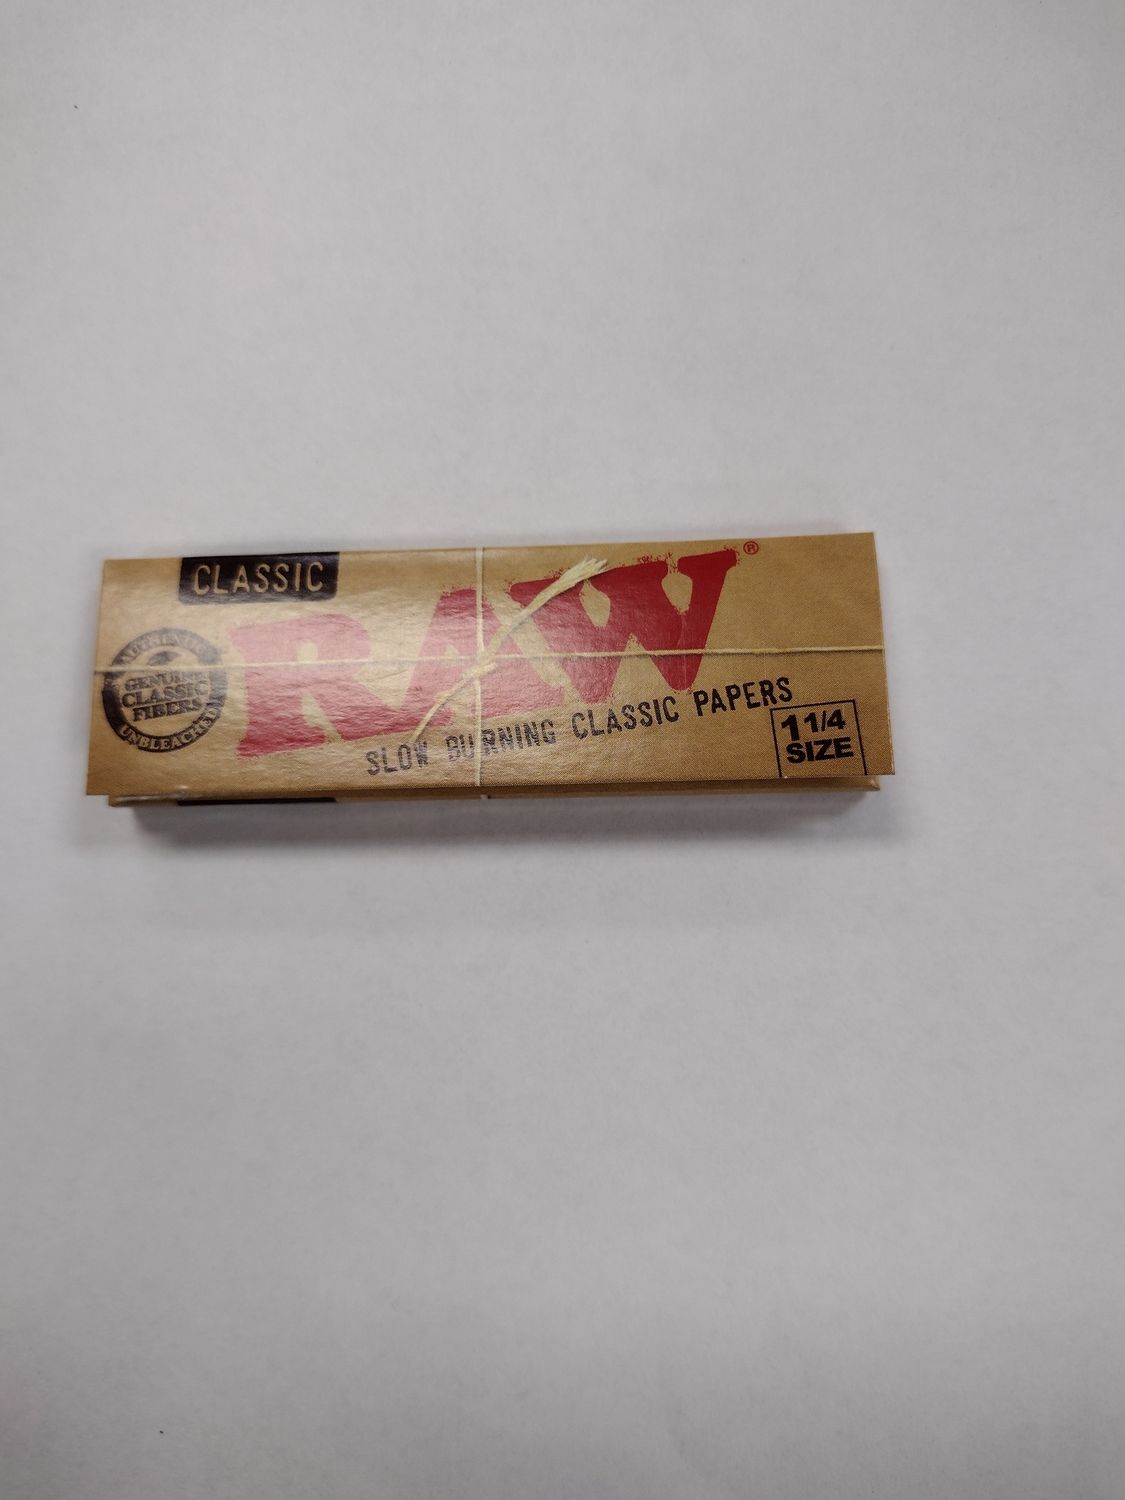 CLASSIC
RAW®
AUTHENTIC
GENUINE
CLASSIC
FIBERS
UNBLEACHED
SLOW BURNING CLASSIC PAPERS
1 1/4
SIZE